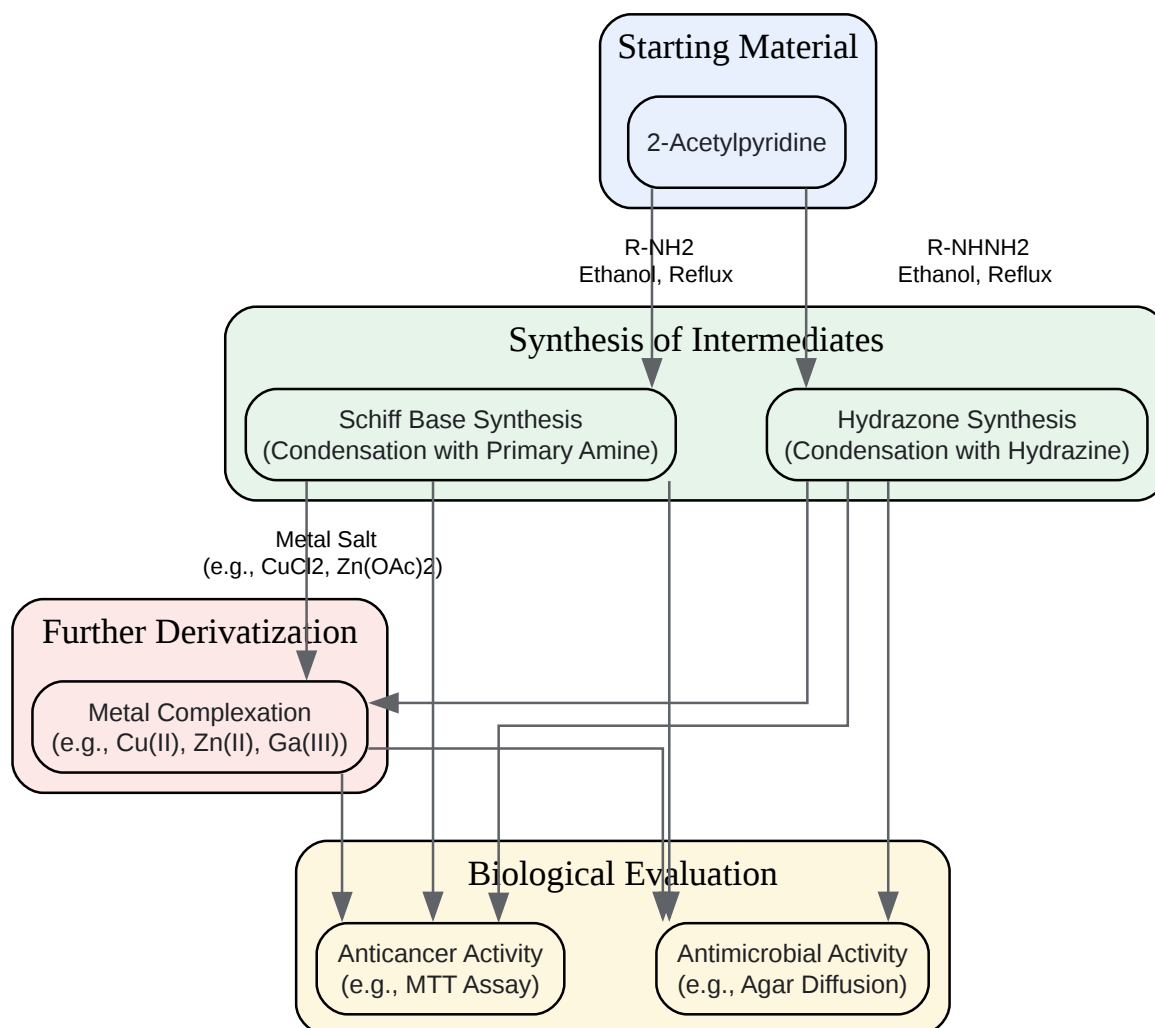 Starting Material
2-Acetylpyridine
R-NH2
Ethanol, Reflux
R-NHNH2
Ethanol, Reflux
Synthesis of Intermediates
Schiff Base Synthesis
(Condensation with Primary Amine)
Hydrazone Synthesis
(Condensation with Hydrazine)
Metal Salt
(e.g., CuCl2, Zn(OAc)2)
Further Derivatization
Metal Complexation
(e.g., Cu(II), Zn(II), Ga(III))
Biological Evaluation
Anticancer Activity
(e.g., MTT Assay)
Antimicrobial Activity
(e.g., Agar Diffusion)